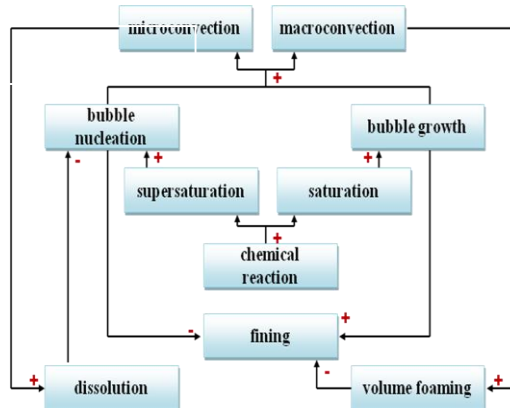 microconvection
macroconvection
+
bubble
nucleation
bubble growth
-
+
+
supersaturation
saturation
+
chemical
reaction
+
-
fining
-
+
dissolution
volume foaming
+